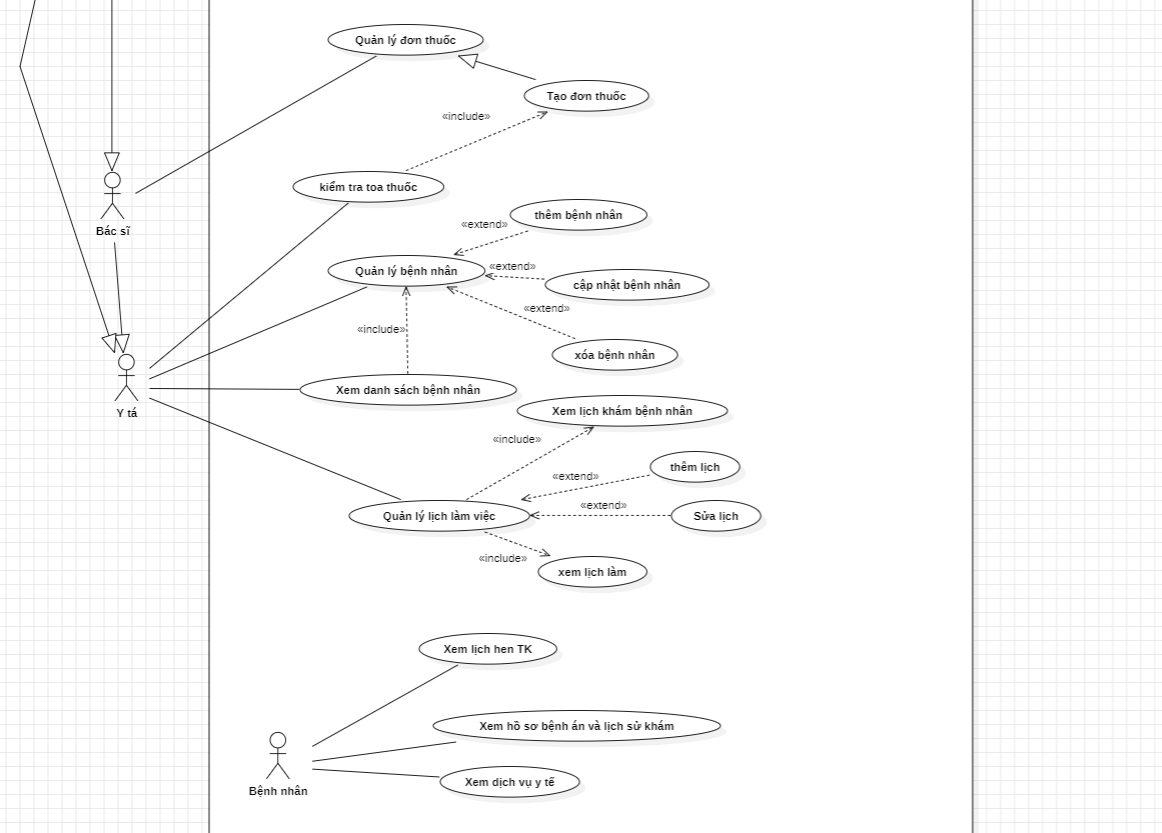 Quản lý đơn thuốc
Tạo đơn thuốc
«include»
kiểm tra toa thuốc
thêm bệnh nhân
«extend»
Bác sĩ
Quản lý bệnh nhân
«extend»
cập nhật bệnh nhân
«extend»
«include»
xóa bệnh nhân
Xem danh sách bệnh nhân
Y tá
Xem lịch khám bệnh nhân
«include»
thêm lịch
«extend»
«extend»
Quản lý lịch làm việc
Sửa lịch
«include»
xem lịch làm
Xem lịch hen TK
Xem hồ sơ bệnh án và lịch sử khám
Xem dịch vụ y tế
Bệnh nhân